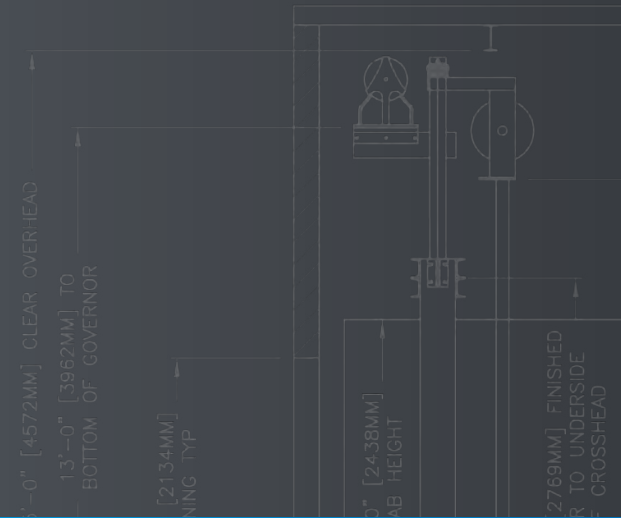 '-0" [4572MM] CLEAR OVERHEAD
13'-0" [3962MM] TO
BOTTOM OF GOVERNOR
[2134MM]
NING TYP
0" [2438MM]
AB HEIGHT
2769MM] FINISHED
R TO UNDERSIDE
F CROSSHEAD